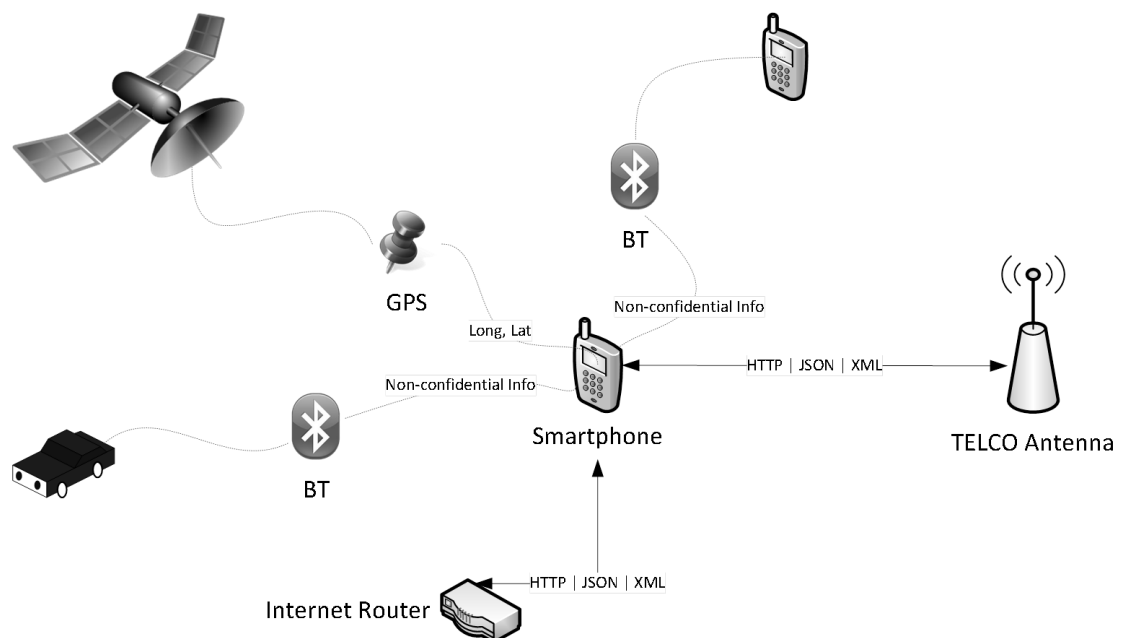 BT
GPS
Non-confidential Info
Long, Lat
HTTP | JSON | XML
Non-confidential Info
Smartphone
TELCO Antenna
BT
HTTP | JSON | XML
Internet Router